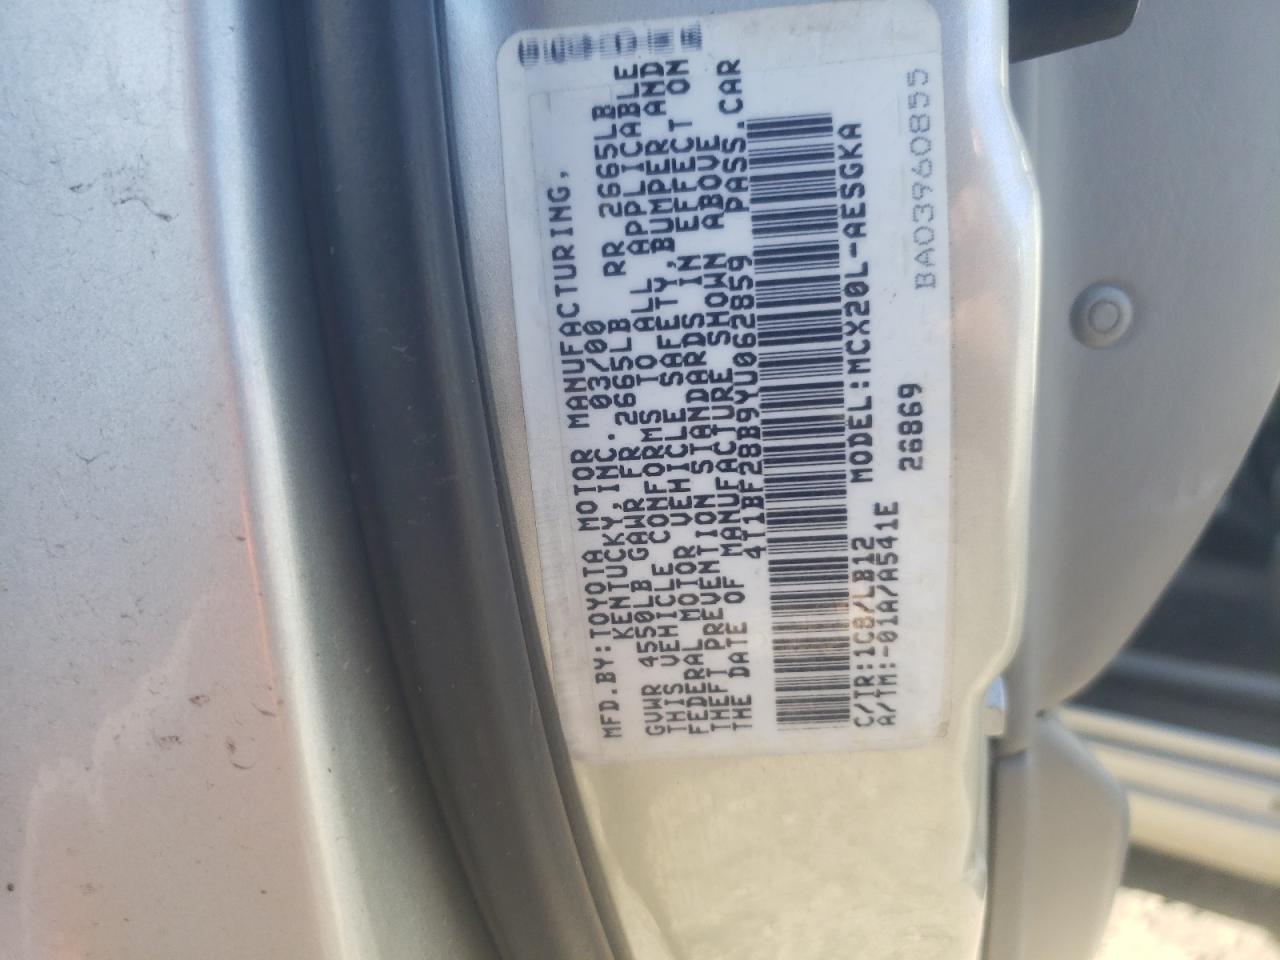 MFD.BY:TOYOTA MOTOR MANUFACTURING,
KENTUCKY,INC. 03/00
GVWR 4550LB GAWR FR 2665LB RR 2665LB
THIS VEHICLE CONFORMS TO ALL APPLICABLE
FEDERAL MOTOR VEHICLE SAFETY,BUMPER AND
THEFT PREVENTION STANDARDS IN EFFECT ON
THE DATE OF MANUFACTURE SHOWN ABOVE
4T1BF28B9YU062859 PASS.CAR
C/TR:1C8/LB12 MODEL:MCX20L-AESGKA
A/TM:-01A/A541E
26869
BA03960855